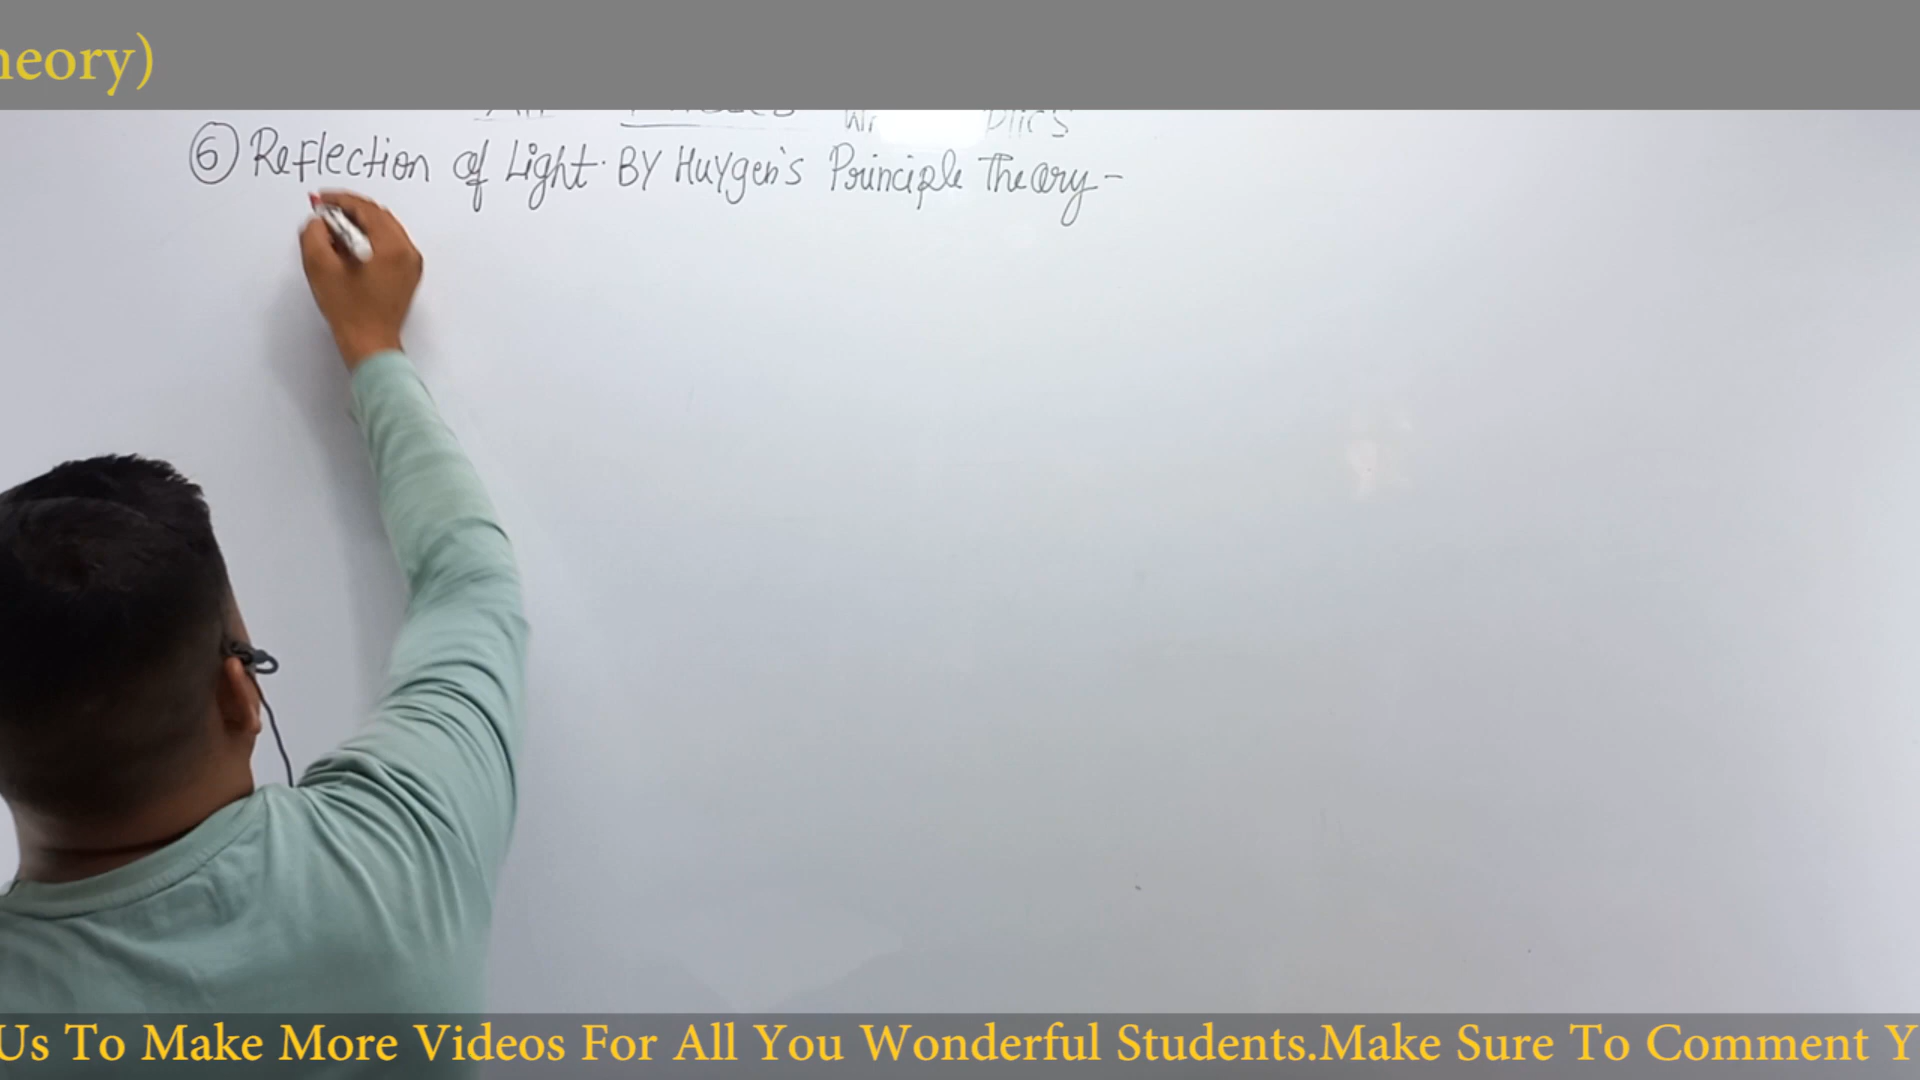 heory)
⑥ Reflection of Light. BY Huygen's Principle Theory-
Us To Make More Videos For All You Wonderful Students.Make Sure To Comment Y